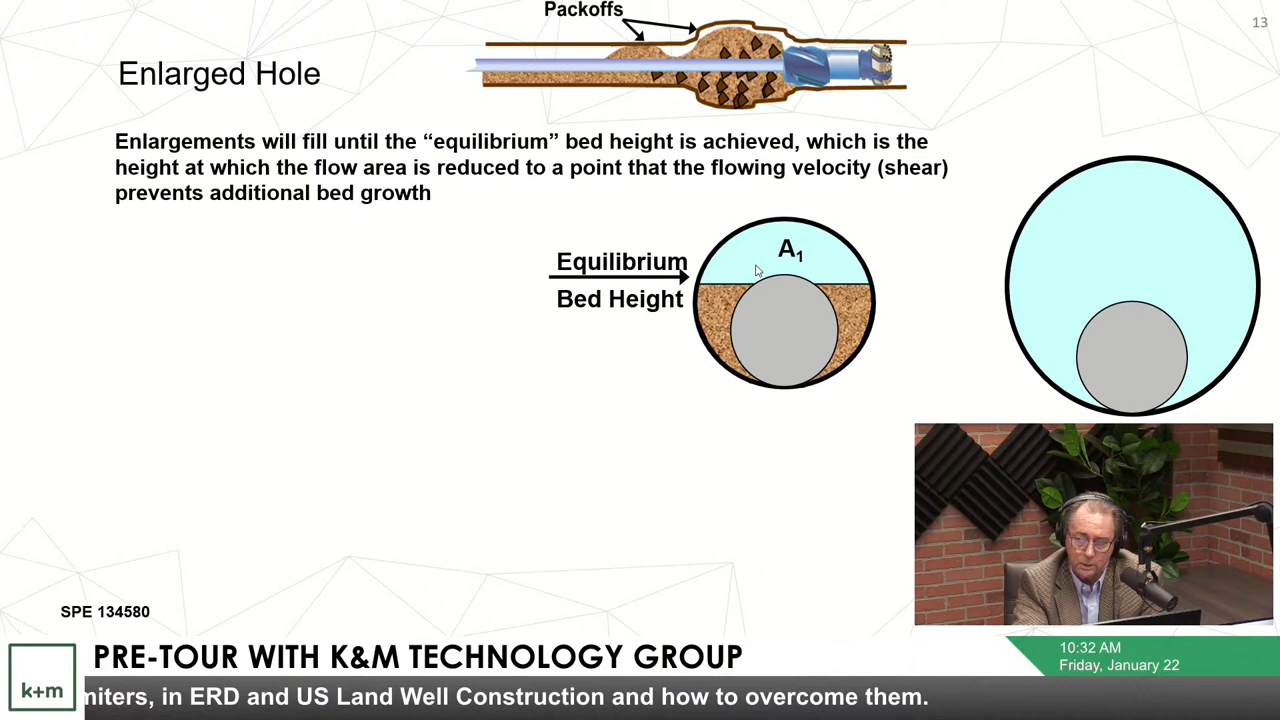 Packoffs
13
Enlarged Hole
Enlargements will fill until the “equilibrium” bed height is achieved, which is the
height at which the flow area is reduced to a point that the flowing velocity (shear)
prevents additional bed growth
A1
Equilibrium
Bed Height
SPE 134580
k+m
PRE-TOUR WITH K&M TECHNOLOGY GROUP
10:32 AM
Friday, January 22
miters, in ERD and US Land Well Construction and how to overcome them.